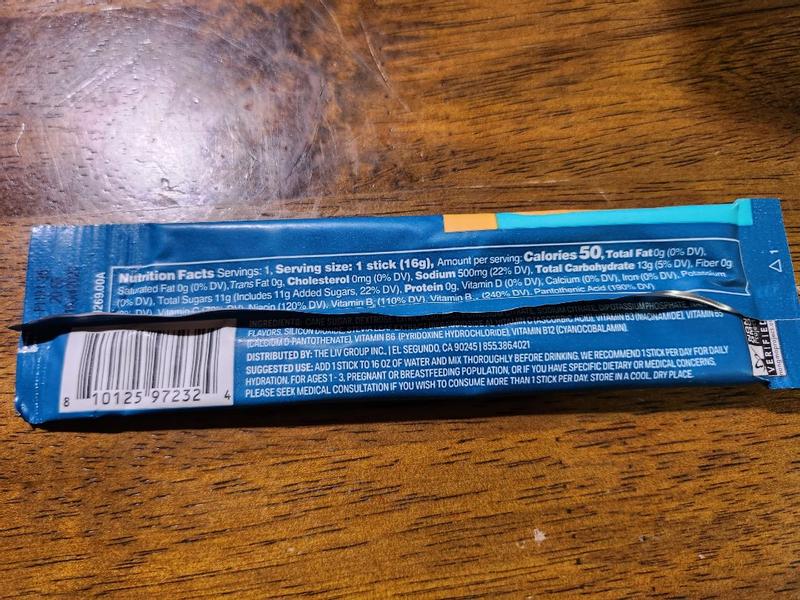 Nutrition Facts Servings: 1, Serving size: 1 stick (16g), Amount per serving: Calories 50, Total Fat 0g (0% DV),
Saturated Fat 0g (0% DV), Trans Fat 0g, Cholesterol 0mg (0% DV), Sodium 500mg (22% DV), Total Carbohydrate 13g (5% DV), Fiber 0g
(0% DV), Total Sugars 11g (Includes 11g Added Sugars, 22% DV), Protein 0g, Vitamin D (0% DV), Calcium (0% DV), Iron (0% DV), Potassium
(120% DV), Vitamin B (110% DV), Vitamin B (240% DV), Pantothenic Acid (190% DV)
(ASCORBIC ACID), VITAMIN B3 (NIACINAMIDE), VITAMIN B5
(CALCIUM D-PANTOTHENATE), VITAMIN B6 (PYRIDOXINE HYDROCHLORIDE), VITAMIN B12 (CYANOCOBALAMIN).
DISTRIBUTED BY: THE LIV GROUP INC. | EL SEGUNDO, CA 90245 | 855.386.4021
SUGGESTED USE: ADD 1 STICK TO 16 OZ OF WATER AND MIX THOROUGHLY BEFORE DRINKING. WE RECOMMEND 1 STICK PER DAY FOR DAILY
HYDRATION. FOR AGES 1 - 3, PREGNANT OR BREASTFEEDING POPULATION, OR IF YOU HAVE SPECIFIC DIETARY OR MEDICAL CONCERNS,
PLEASE SEEK MEDICAL CONSULTATION IF YOU WISH TO CONSUME MORE THAN 1 STICK PER DAY. STORE IN A COOL, DRY PLACE.
269.00A
8 10125 97232 4
VERIFIED
1